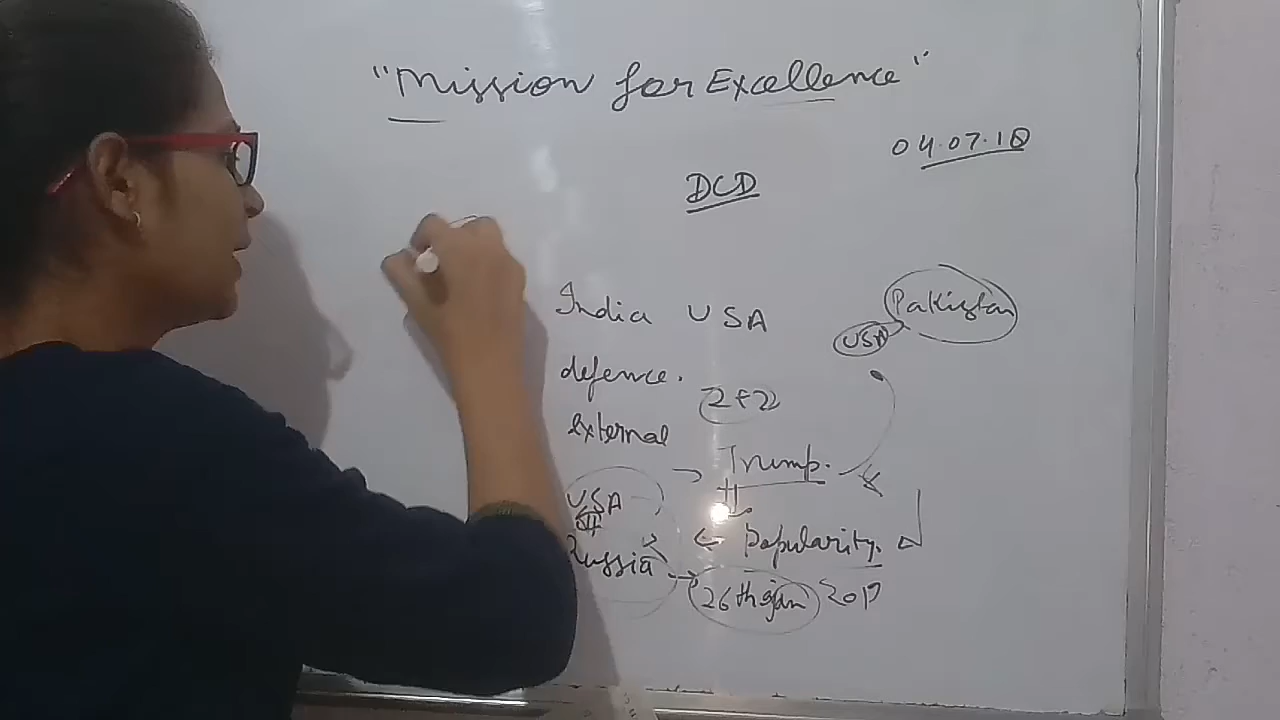 "Mission for Excellence"
04.07.18
DCD
India USA
Pakistan
USA
defence.
2+2
external
Trump.
USA
Popularity.
Russia
26th jan 2019